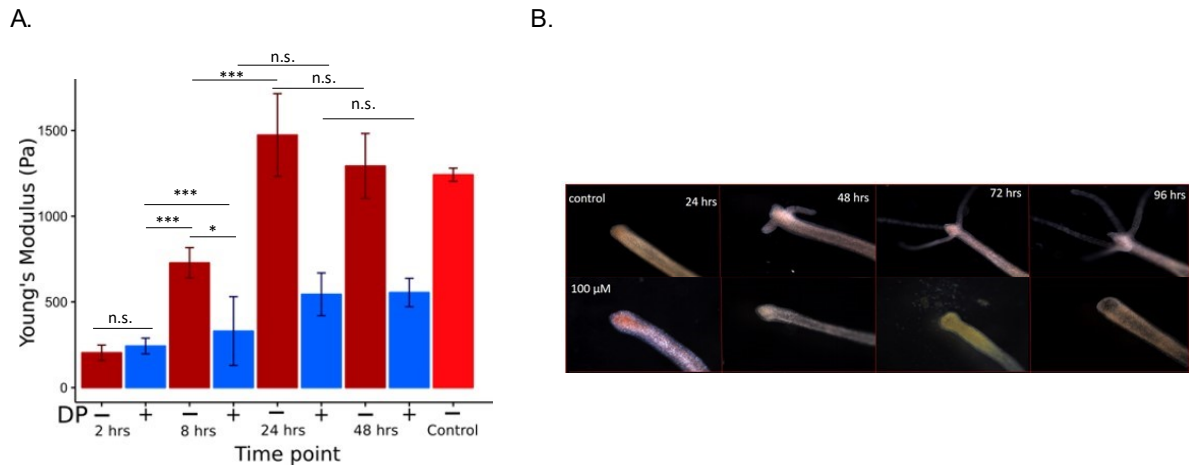 A.
B.
n.s.
***
n.s.
n.s.
***
***
*
n.s.
Young's Modulus (Pa)
1500
1000
500
0
DP − + − + − + − + −
2 hrs 8 hrs 24 hrs 48 hrs Control
Time point
control 24 hrs 48 hrs 72 hrs 96 hrs
100 µM